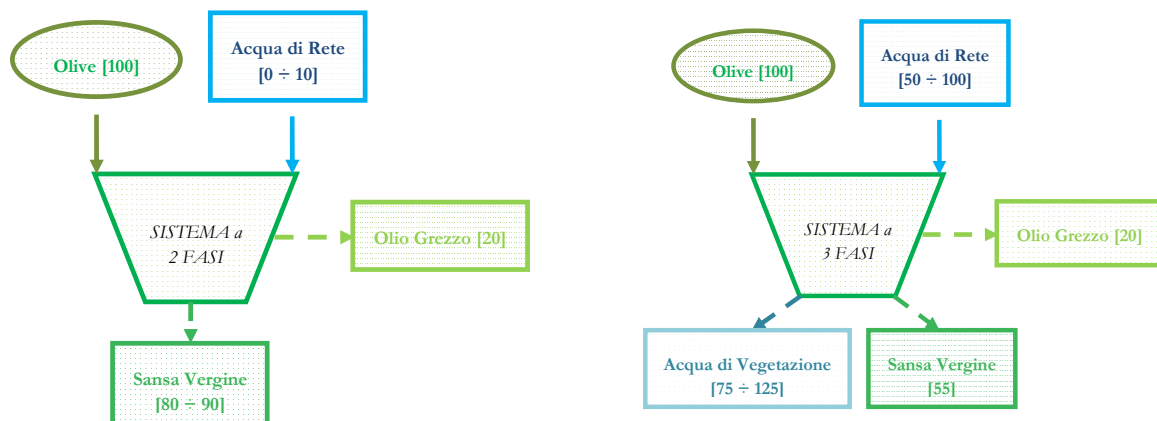 Olive [100]
Acqua di Rete
[0 ÷ 10]
SISTEMA a
2 FASI
Olio Grezzo [20]
Sansa Vergine
[80 ÷ 90]
Olive [100]
Acqua di Rete
[50 ÷ 100]
SISTEMA a
3 FASI
Olio Grezzo [20]
Acqua di Vegetazione
[75 ÷ 125]
Sansa Vergine
[55]